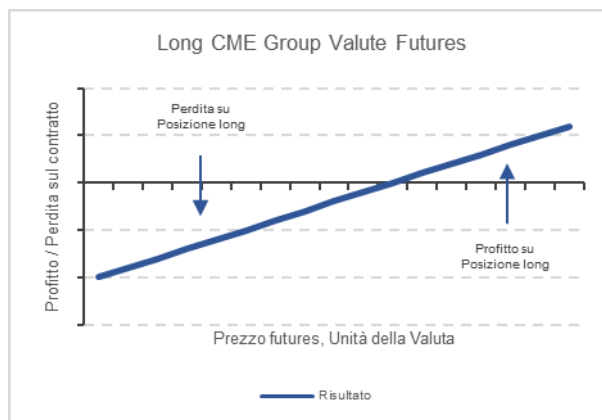 Long CME Group Valute Futures
Profitto / Perdita sul contratto
Perdita su
Posizione long
Profitto su
Posizione long
Prezzo futures, Unità della Valuta
Risultato